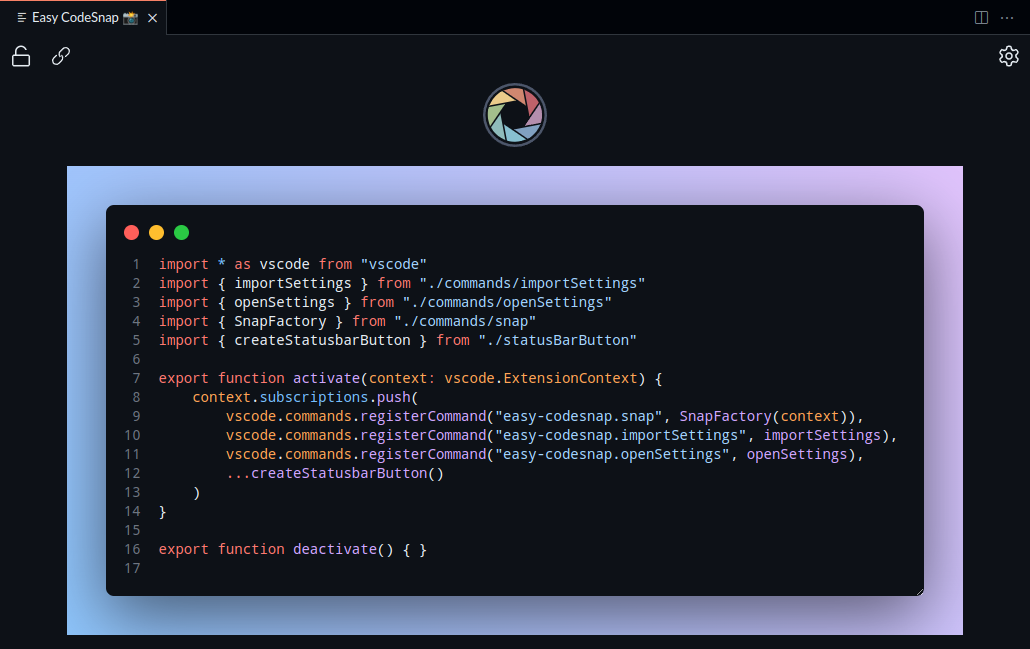 Easy CodeSnap 📸
1 import * as vscode from "vscode"
2 import { importSettings } from "./commands/importSettings"
3 import { openSettings } from "./commands/openSettings"
4 import { SnapFactory } from "./commands/snap"
5 import { createStatusbarButton } from "./statusBarButton"
6
7 export function activate(context: vscode.ExtensionContext) {
8     context.subscriptions.push(
9         vscode.commands.registerCommand("easy-codesnap.snap", SnapFactory(context)),
10         vscode.commands.registerCommand("easy-codesnap.importSettings", importSettings),
11         vscode.commands.registerCommand("easy-codesnap.openSettings", openSettings),
12         ...createStatusbarButton()
13     )
14 }
15
16 export function deactivate() { }
17